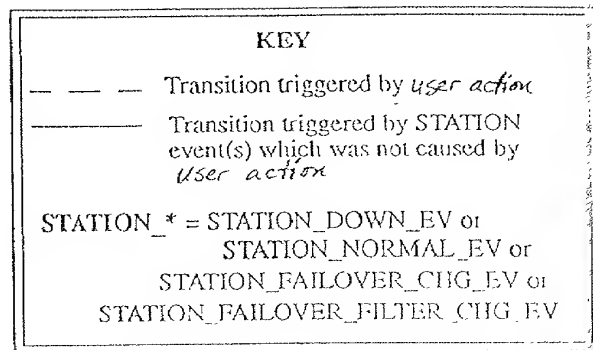 KEY
Transition triggered by user action
Transition triggered by STATION
event(s) which was not caused by
user action
STATION_* = STATION_DOWN_EV or
STATION_NORMAL_EV or
STATION_FAILOVER_CHG_EV or
STATION_FAILOVER_FILTER_CHG_EV